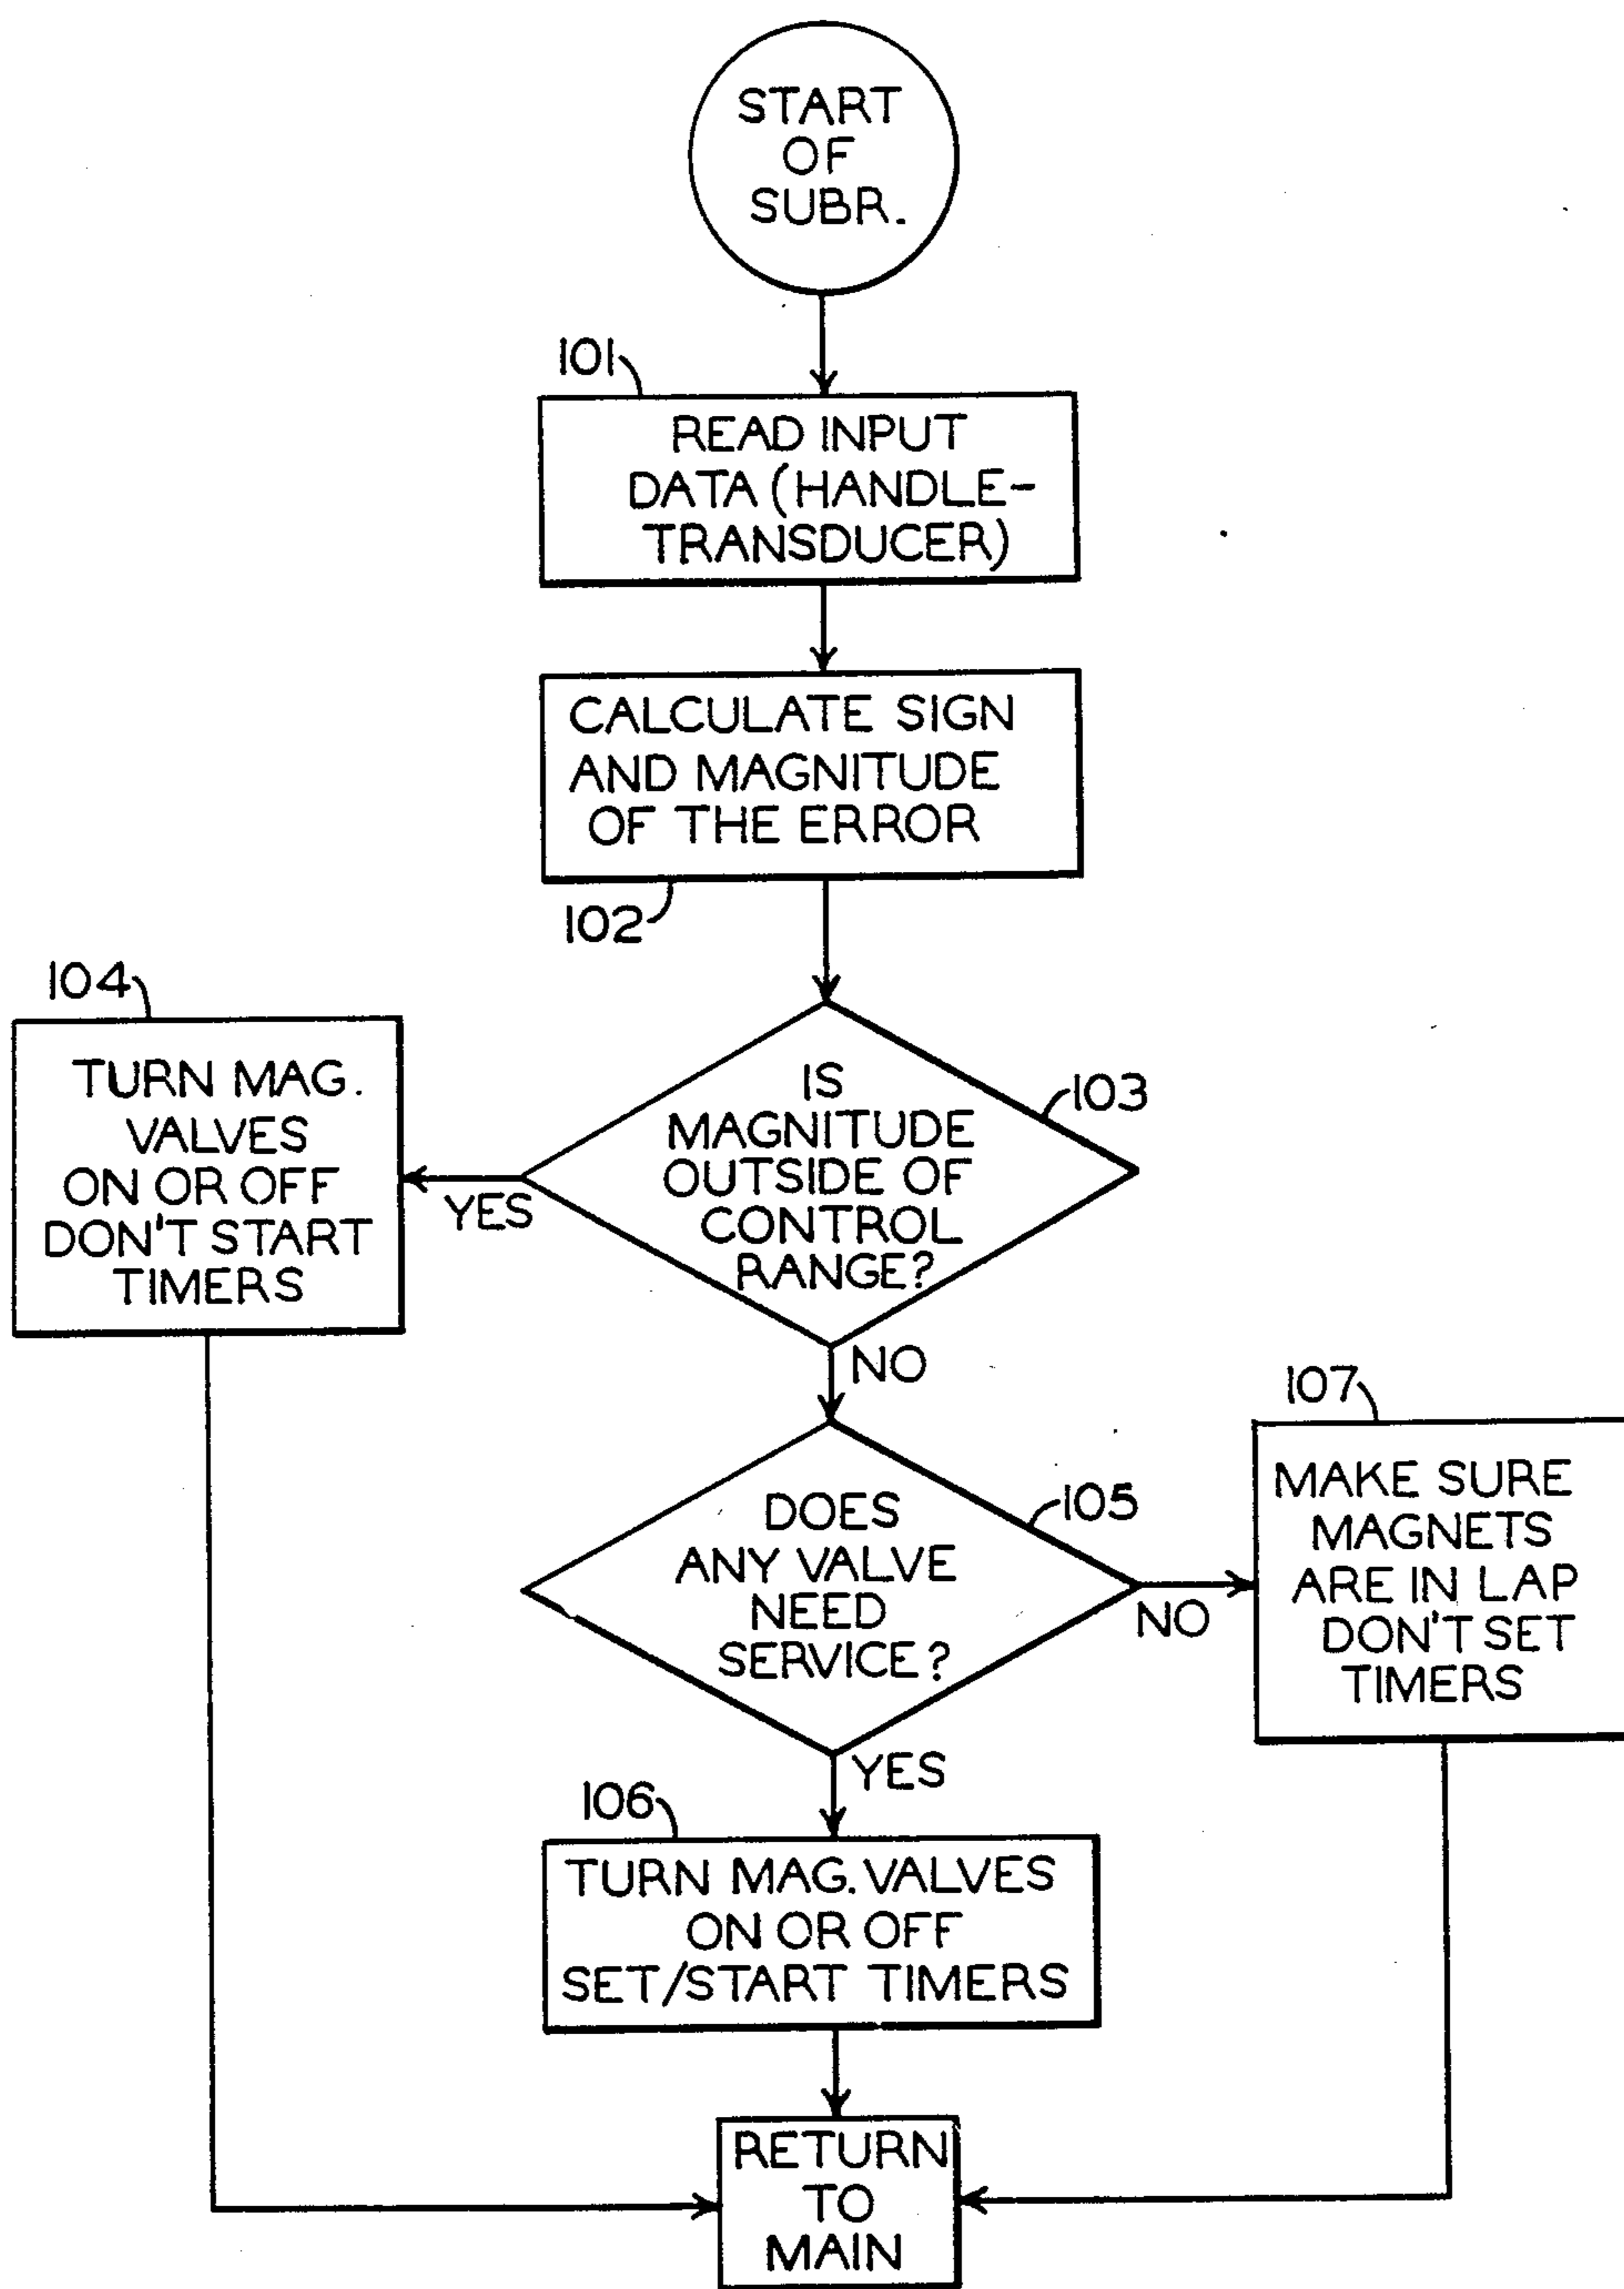 START
OF
SUBR.
101
READ INPUT
DATA (HANDLE-
TRANSDUCER)
CALCULATE SIGN
AND MAGNITUDE
OF THE ERROR
102
104
TURN MAG.
VALVES
ON OR OFF
DON'T START
TIMERS
IS
MAGNITUDE
OUTSIDE OF
CONTROL
RANGE?
103
YES
NO
107
MAKE SURE
MAGNETS
ARE IN LAP
DON'T SET
TIMERS
DOES
ANY VALVE
NEED
SERVICE?
105
NO
YES
106
TURN MAG. VALVES
ON OR OFF
SET/START TIMERS
RETURN
TO
MAIN